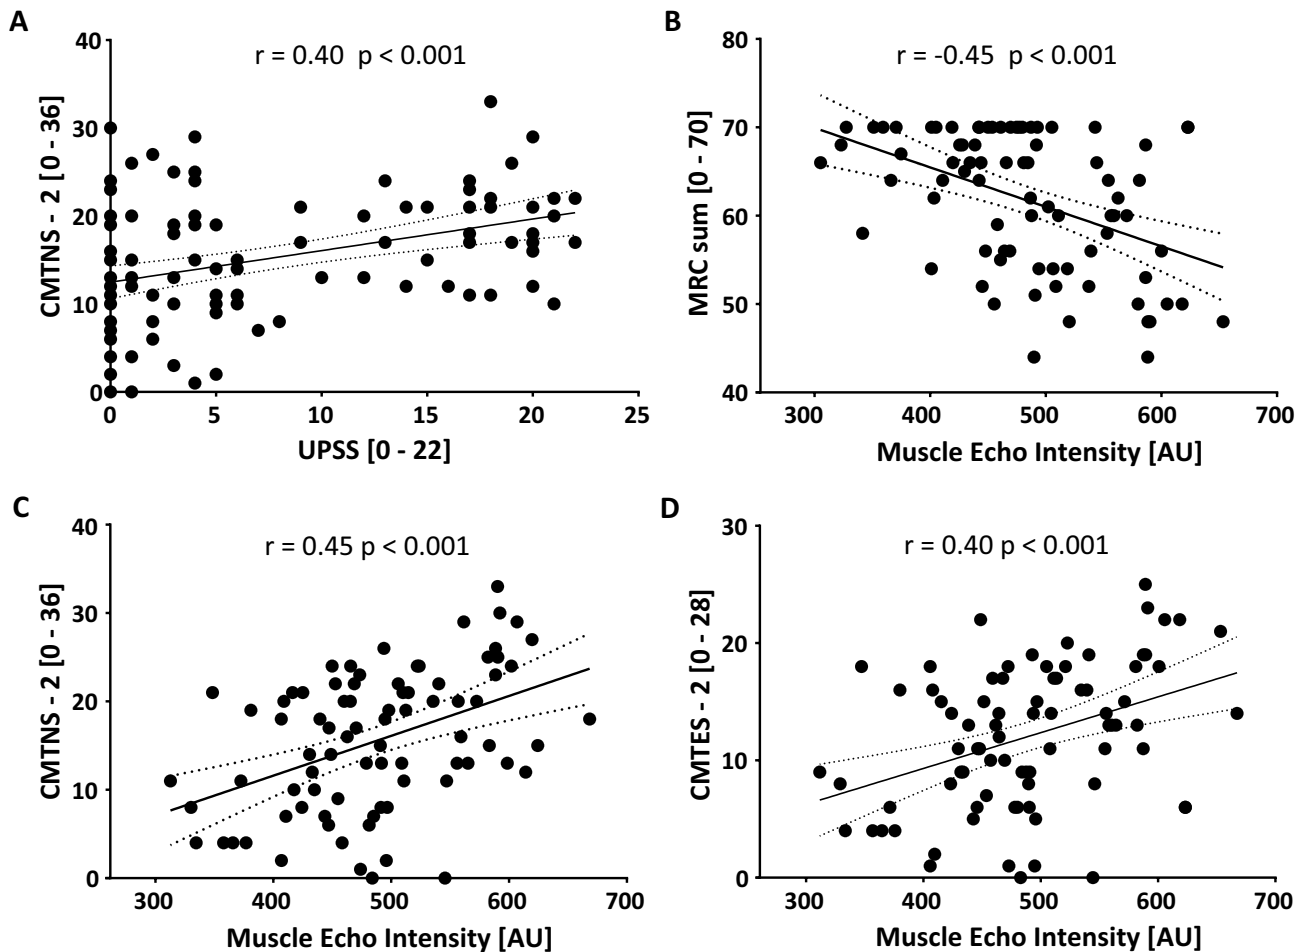 A
r = 0.40 p < 0.001
CMTNS - 2 [0 - 36]
40
30
20
10
0
0 5 10 15 20 25
UPSS [0 - 22]
B
r = -0.45 p < 0.001
MRC sum [0 - 70]
80
70
60
50
40
300 400 500 600 700
Muscle Echo Intensity [AU]
C
r = 0.45 p < 0.001
CMTNS - 2 [0 - 36]
40
30
20
10
0
300 400 500 600 700
Muscle Echo Intensity [AU]
D
r = 0.40 p < 0.001
CMTES - 2 [0 - 28]
30
20
10
0
300 400 500 600 700
Muscle Echo Intensity [AU]